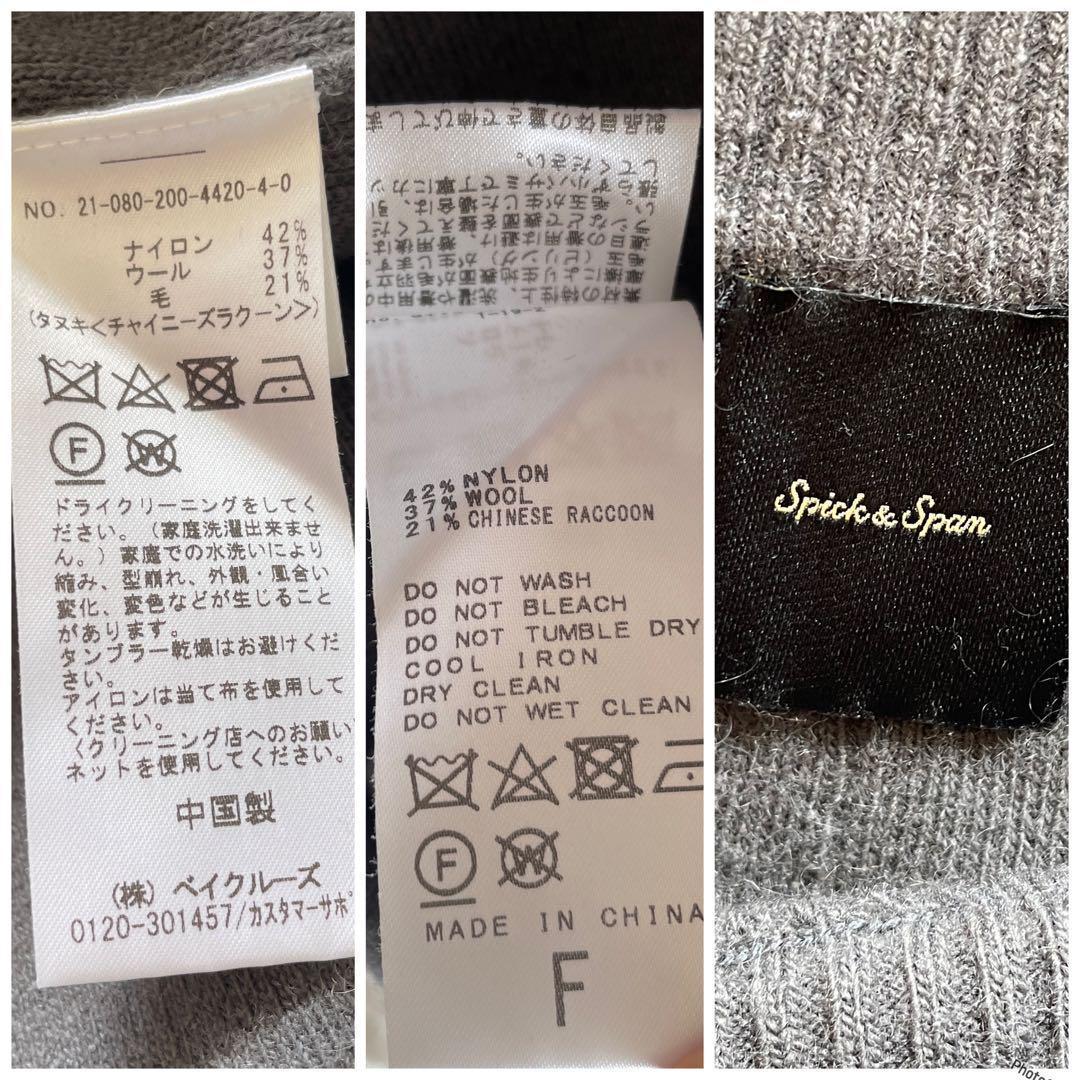 NO. 21-080-200-4420-4-0
ナイロン 42%
ウール 37%
毛 21%
(タヌキ<チャイニーズラクーン>)
F W
ドライクリーニングをしてく
ださい。(家庭洗濯出来ませ
ん。)家庭での水洗いにより
縮み、型崩れ、外観・風合い
変化、変色などが生じること
があります。
タンブラー乾燥はお避けくだ
さい。
アイロンは当て布を使用して
ください。
〈クリーニング店へのお願い
ネットを使用してください。
中国製
(株)ベイクルーズ
0120-301457/カスタマーサポ
してください。
42% NYLON
37% WOOL
21% CHINESE RACCOON
DO NOT WASH
DO NOT BLEACH
DO NOT TUMBLE DRY
COOL IRON
DRY CLEAN
DO NOT WET CLEAN
F W
MADE IN CHINA
F
Spick & Span
Photo